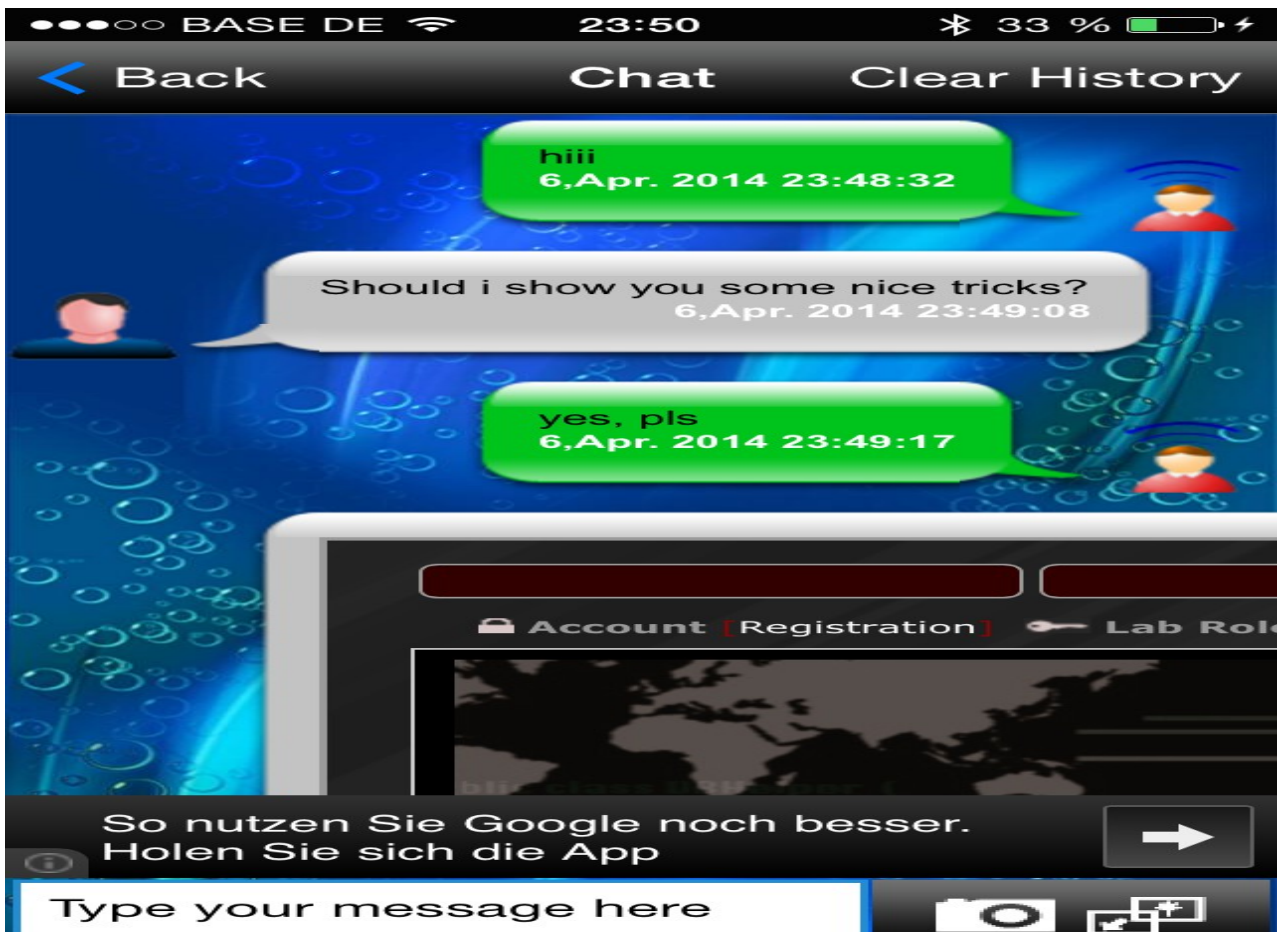 BASE DE 23:50 33 %
Back Chat Clear History
hiii
6,Apr. 2014 23:48:32
Should i show you some nice tricks?
6,Apr. 2014 23:49:08
yes, pls
6,Apr. 2014 23:49:17
Account [Registration] Lab Role
So nutzen Sie Google noch besser.
Holen Sie sich die App
Type your message here